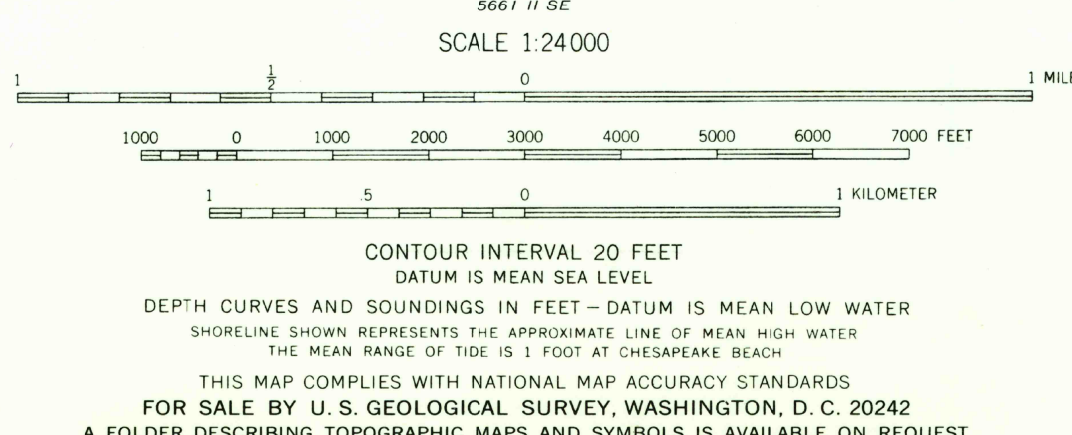 5661 II SE
SCALE 1:24 000
1 1/2 0 1 MILE
1000 0 1000 2000 3000 4000 5000 6000 7000 FEET
1 .5 0 1 KILOMETER
CONTOUR INTERVAL 20 FEET
DATUM IS MEAN SEA LEVEL
DEPTH CURVES AND SOUNDINGS IN FEET—DATUM IS MEAN LOW WATER
SHORELINE SHOWN REPRESENTS THE APPROXIMATE LINE OF MEAN HIGH WATER
THE MEAN RANGE OF TIDE IS 1 FOOT AT CHESAPEAKE BEACH
THIS MAP COMPLIES WITH NATIONAL MAP ACCURACY STANDARDS
FOR SALE BY U. S. GEOLOGICAL SURVEY, WASHINGTON, D. C. 20242
A FOLDER DESCRIBING TOPOGRAPHIC MAPS AND SYMBOLS IS AVAILABLE ON REQUEST